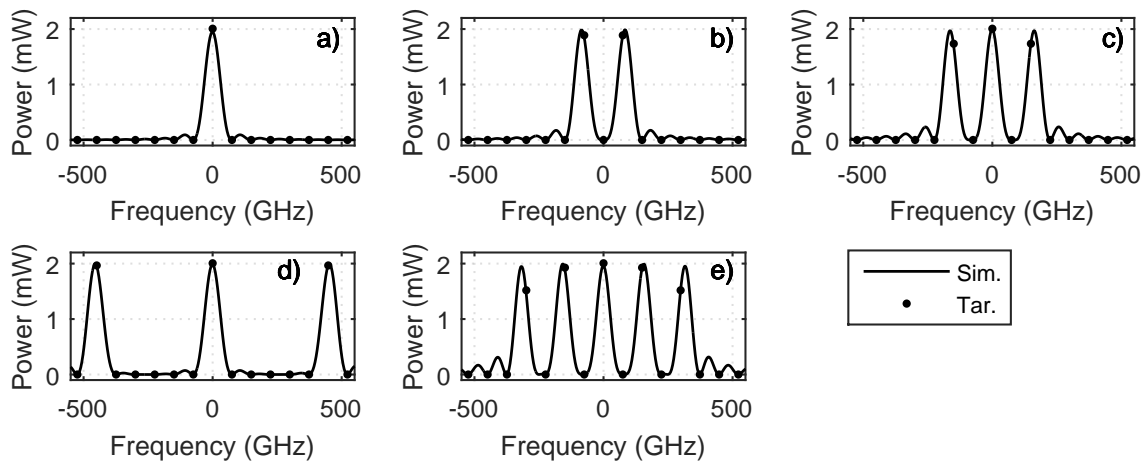 a)
2
1
0
Power (mW)
-500 0 500
Frequency (GHz)
b)
2
1
0
Power (mW)
-500 0 500
Frequency (GHz)
c)
2
1
0
Power (mW)
-500 0 500
Frequency (GHz)
d)
2
1
0
Power (mW)
-500 0 500
Frequency (GHz)
e)
2
1
0
Power (mW)
-500 0 500
Frequency (GHz)
Sim.
Tar.